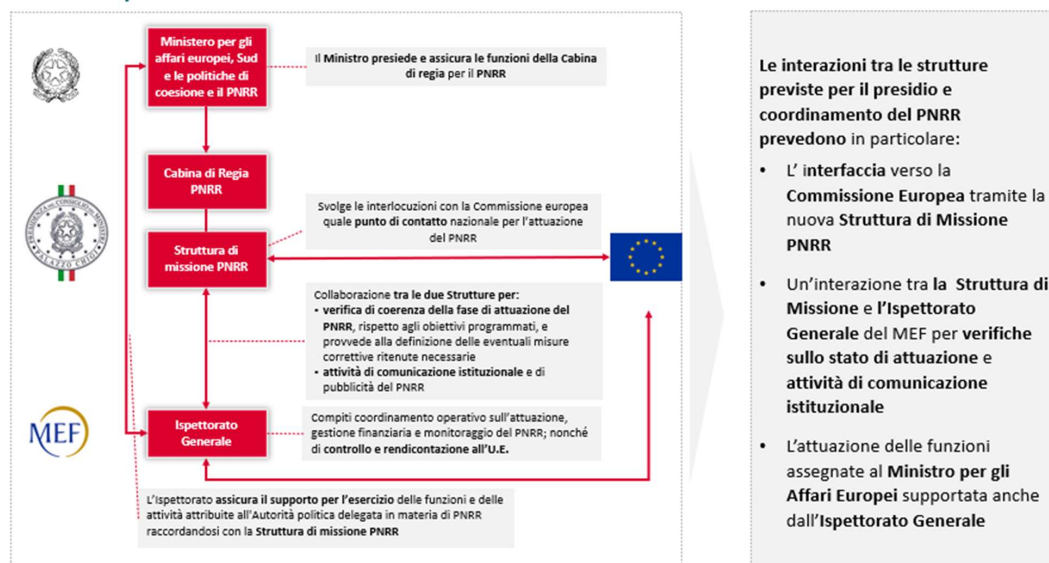 Ministero per gli
affari europei, Sud
e le politiche di
coesione e il PNRR
Il Ministro presiede e assicura le funzioni della Cabina
di regia per il PNRR
Cabina di Regia
PNRR
Svolge le interlocuzioni con la Commissione europea
quale punto di contatto nazionale per l'attuazione
del PNRR
PRESIDENZA DEL CONSIGLIO DEI MINISTRI
PALAZZO CHIGI
Struttura di
missione PNRR
Collaborazione tra le due Strutture per:
• verifica di coerenza della fase di attuazione del
PNRR, rispetto agli obiettivi programmati, e
provvede alla definizione delle eventuali misure
correttive ritenute necessarie
• attività di comunicazione istituzionale e di
pubblicità del PNRR
MEF
Ispettorato
Generale
Compiti coordinamento operativo sull'attuazione,
gestione finanziaria e monitoraggio del PNRR; nonché
di controllo e rendicontazione all'U.E.
L'Ispettorato assicura il supporto per l'esercizio delle funzioni e delle
attività attribuite all'Autorità politica delegata in materia di PNRR
raccordandosi con la Struttura di missione PNRR
Le interazioni tra le strutture
previste per il presidio e
coordinamento del PNRR
prevedono in particolare:
• L' interfaccia verso la
Commissione Europea tramite la
nuova Struttura di Missione
PNRR
• Un'interazione tra la Struttura di
Missione e l'Ispettorato
Generale del MEF per verifiche
sullo stato di attuazione e
attività di comunicazione
istituzionale
• L'attuazione delle funzioni
assegnate al Ministro per gli
Affari Europei supportata anche
dall'Ispettorato Generale